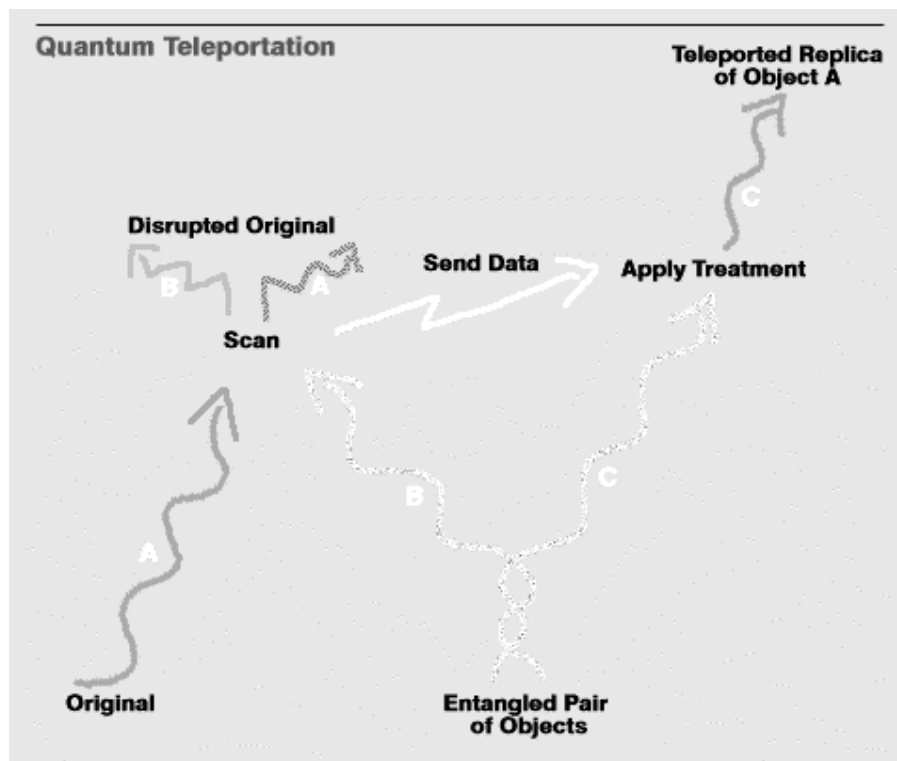 Quantum Teleportation
Teleported Replica
of Object A
C
Disrupted Original
B
A
Send Data
Apply Treatment
Scan
B
C
A
Original
Entangled Pair
of Objects